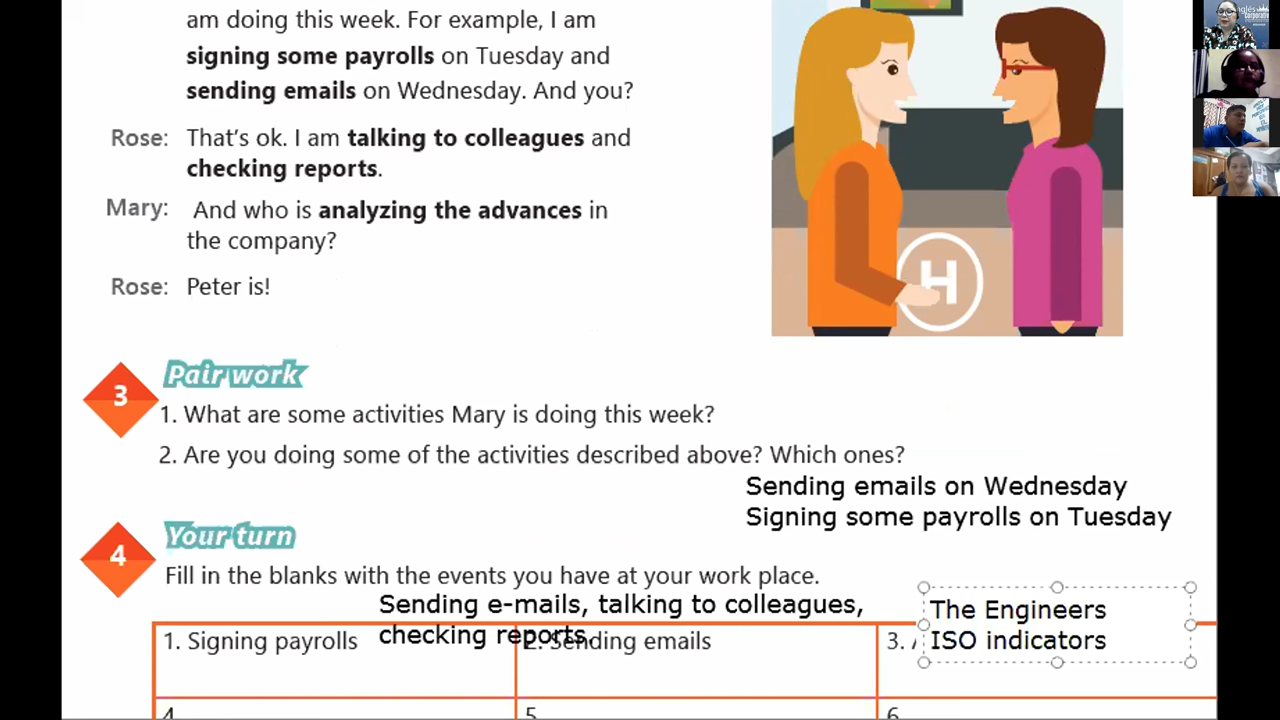 am doing this week. For example, I am
signing some payrolls on Tuesday and
sending emails on Wednesday. And you?
Rose: That's ok. I am talking to colleagues and
checking reports.
Mary: And who is analyzing the advances in
the company?
Rose: Peter is!
H
3 Pair work
1. What are some activities Mary is doing this week?
2. Are you doing some of the activities described above? Which ones?
Sending emails on Wednesday
Signing some payrolls on Tuesday
4 Your turn
Fill in the blanks with the events you have at your work place.
Sending e-mails, talking to colleagues,
checking reports.
The Engineers
ISO indicators
1. Signing payrolls
2. Sending emails
3.
4.
5.
6.